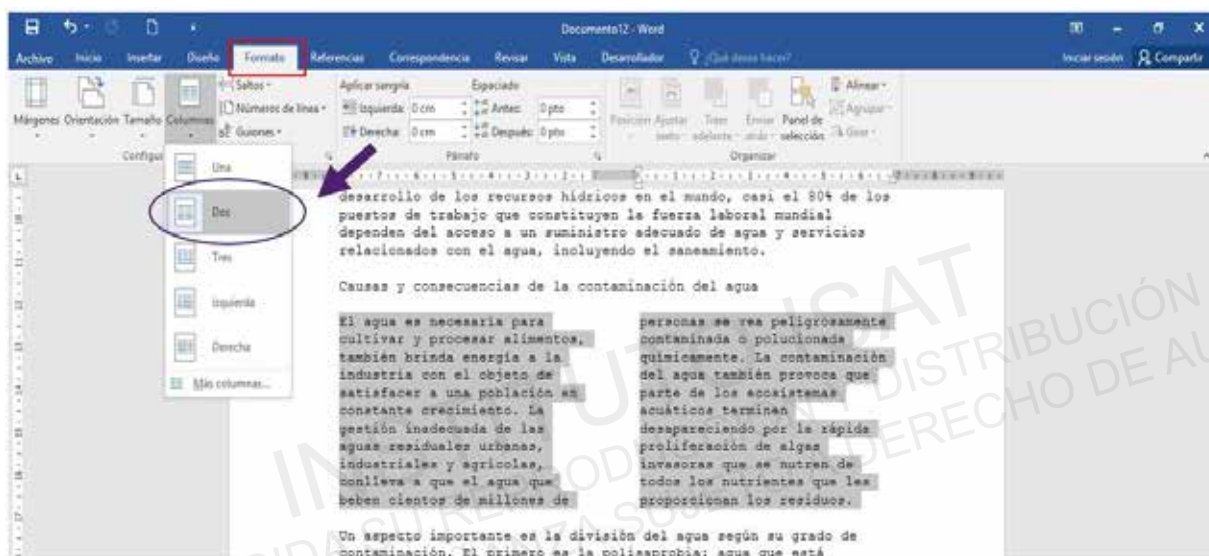 Documento12 - Word
Archivo Inicio Insertar Diseño Formato Referencias Correspondencia Revisar Vista Desarrollador ¿Qué desea hacer? Iniciar sesión Compartir
Márgenes Orientación Tamaño Columnas
Saltos
Números de línea
Guiones
Aplicar sangría Espaciado
Izquierda: 0 cm Antes: 0 pto
Derecha: 0 cm Después: 0 pto
Posición Ajustar texto Traer adelante Enviar atrás Panel de selección
Alinear
Agrupar
Girar
Configu Párrafo Organizar
Una
Dos
Tres
Izquierda
Derecha
Más columnas...
desarrollo de los recursos hídricos en el mundo, casi el 80% de los
puestos de trabajo que constituyen la fuerza laboral mundial
dependen del acceso a un suministro adecuado de agua y servicios
relacionados con el agua, incluyendo el saneamiento.
Causas y consecuencias de la contaminación del agua
El agua es necesaria para
cultivar y procesar alimentos,
también brinda energía a la
industria con el objeto de
satisfacer a una población en
constante crecimiento. La
gestión inadecuada de las
aguas residuales urbanas,
industriales y agrícolas,
conlleva a que el agua que
beben cientos de millones de
personas se vea peligrosamente
contaminada o polucionada
químicamente. La contaminación
del agua también provoca que
parte de los ecosistemas
acuáticos terminen
desapareciendo por la rápida
proliferación de algas
invasoras que se nutren de
todos los nutrientes que les
proporcionan los residuos.
Un aspecto importante es la división del agua según su grado de
contaminación. El primero es la polisaprobia: agua que está